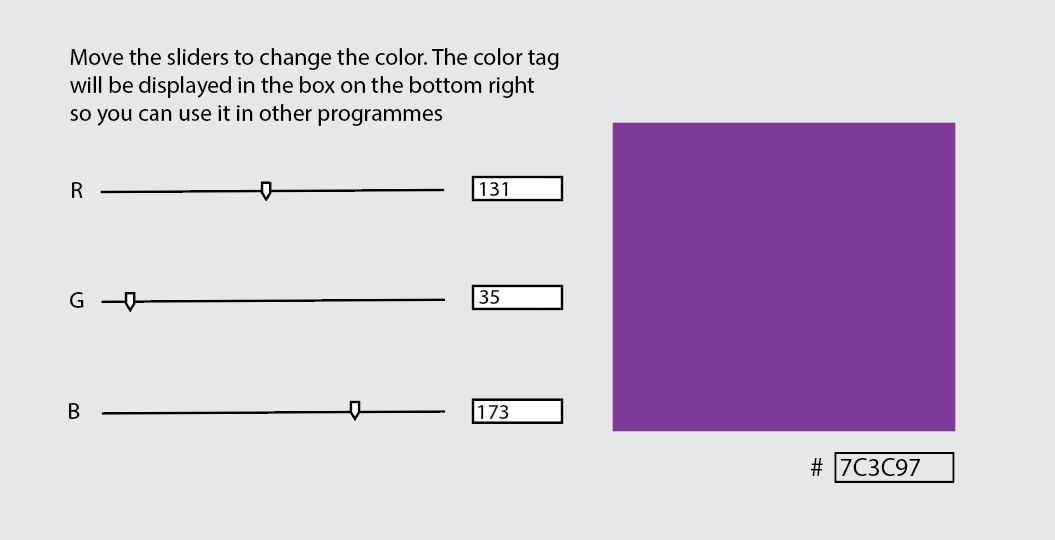 Move the sliders to change the color. The color tag
will be displayed in the box on the bottom right
so you can use it in other programmes
R 131
G 35
B 173
# 7C3C97